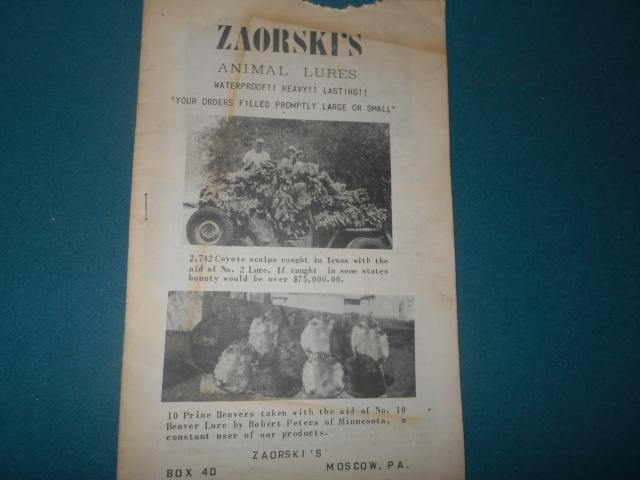 ZAORSKI'S
ANIMAL LURES
WATERPROOF!! HEAVY!! LASTING!!
"YOUR ORDERS FILLED PROMPTLY LARGE OR SMALL"
2,742 Coyote scalps caught in Texas with the
aid of No. 2 Lure. If caught in some states
bounty would be over $75,000.00.
10 Prine Beavers taken with the aid of No. 10
Beaver Lure by Robert Peters of Minnesota, a
constant user of our products.
ZAORSKI'S
BOX 40 MOSCOW, PA.